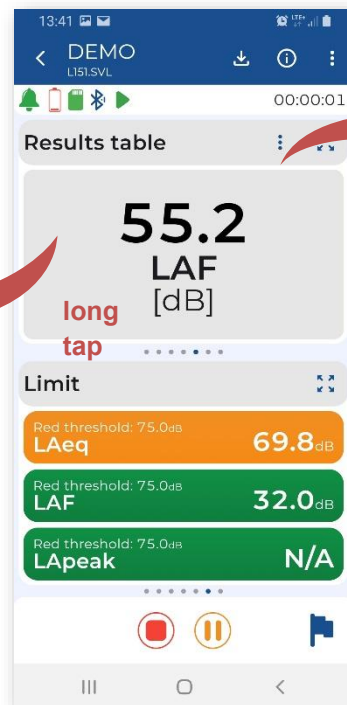 13:41 LTE+
DEMO
L151.SVL
00:00:01
Results table
55.2
LAF
[dB]
long
tap
Limit
Red threshold: 75.0dB
LAeq 69.8dB
Red threshold: 75.0dB
LAF 32.0dB
Red threshold: 75.0dB
LApeak N/A